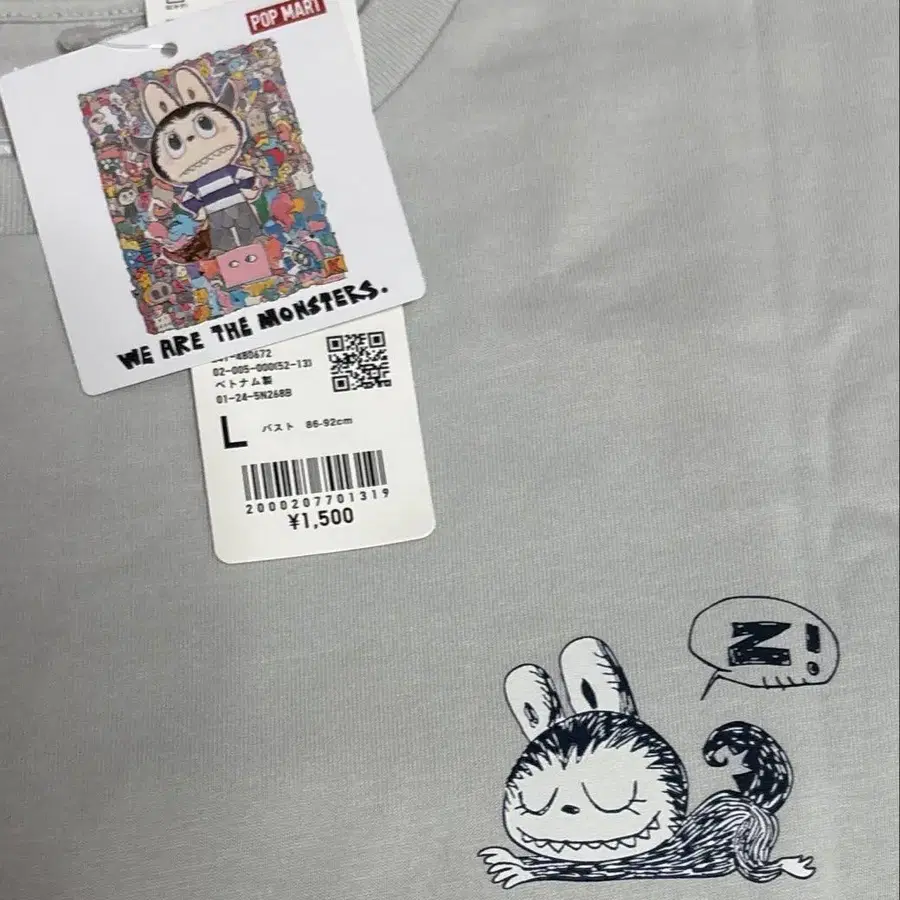 POP MART
WE ARE THE MONSTERS.
02-005-000(52-13)
ベトナム製
01-24-5N268B
L バスト 86-92cm
2000207701319
¥1,500
Z!